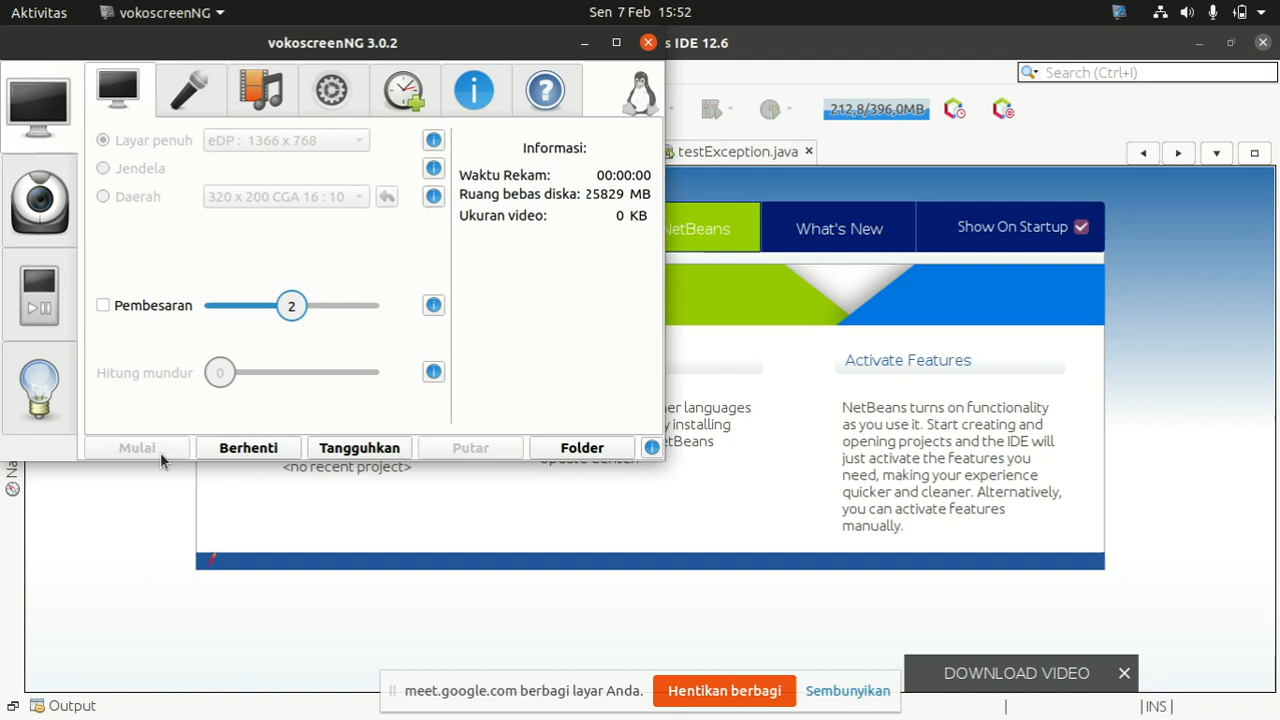 Aktivitas
vokoscreenNG
Sen 7 Feb 15:52
vokoscreenNG 3.0.2
s IDE 12.6
Search (Ctrl+I)
212,8/396,0MB
testException.java
Layar penuh
eDP : 1366 x 768
Jendela
Daerah
320 x 200 CGA 16 : 10
Informasi:
Waktu Rekam: 00:00:00
Ruang bebas diska: 25829 MB
Ukuran video: 0 KB
Pembesaran
2
Hitung mundur
0
Mulai
Berhenti
Tangguhkan
Putar
Folder
NetBeans
What's New
Show On Startup
Activate Features
NetBeans turns on functionality
as you use it. Start creating and
opening projects and the IDE will
just activate the features you
need, making your experience
quicker and cleaner. Alternatively,
you can activate features
manually.
her languages
y installing
etBeans
<no recent project>
DOWNLOAD VIDEO
meet.google.com berbagi layar Anda.
Hentikan berbagi
Sembunyikan
Output
INS